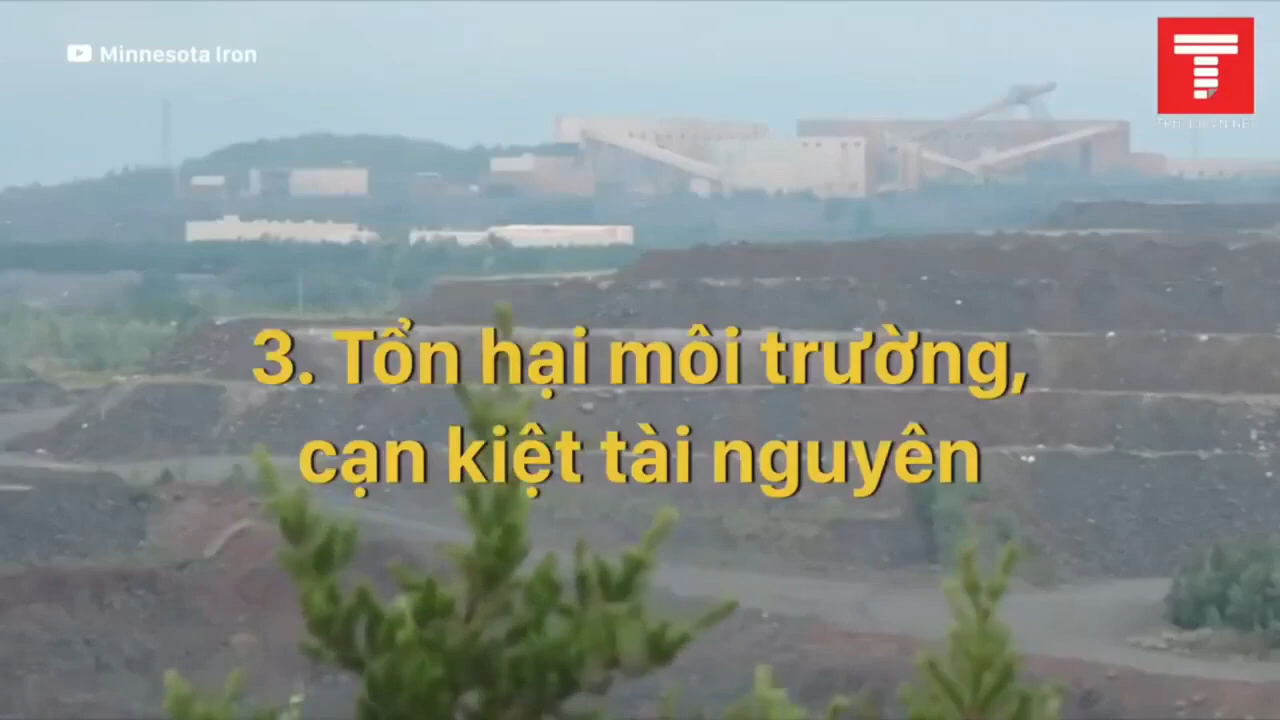 Minnesota Iron
3. Tổn hại môi trường,
cạn kiệt tài nguyên